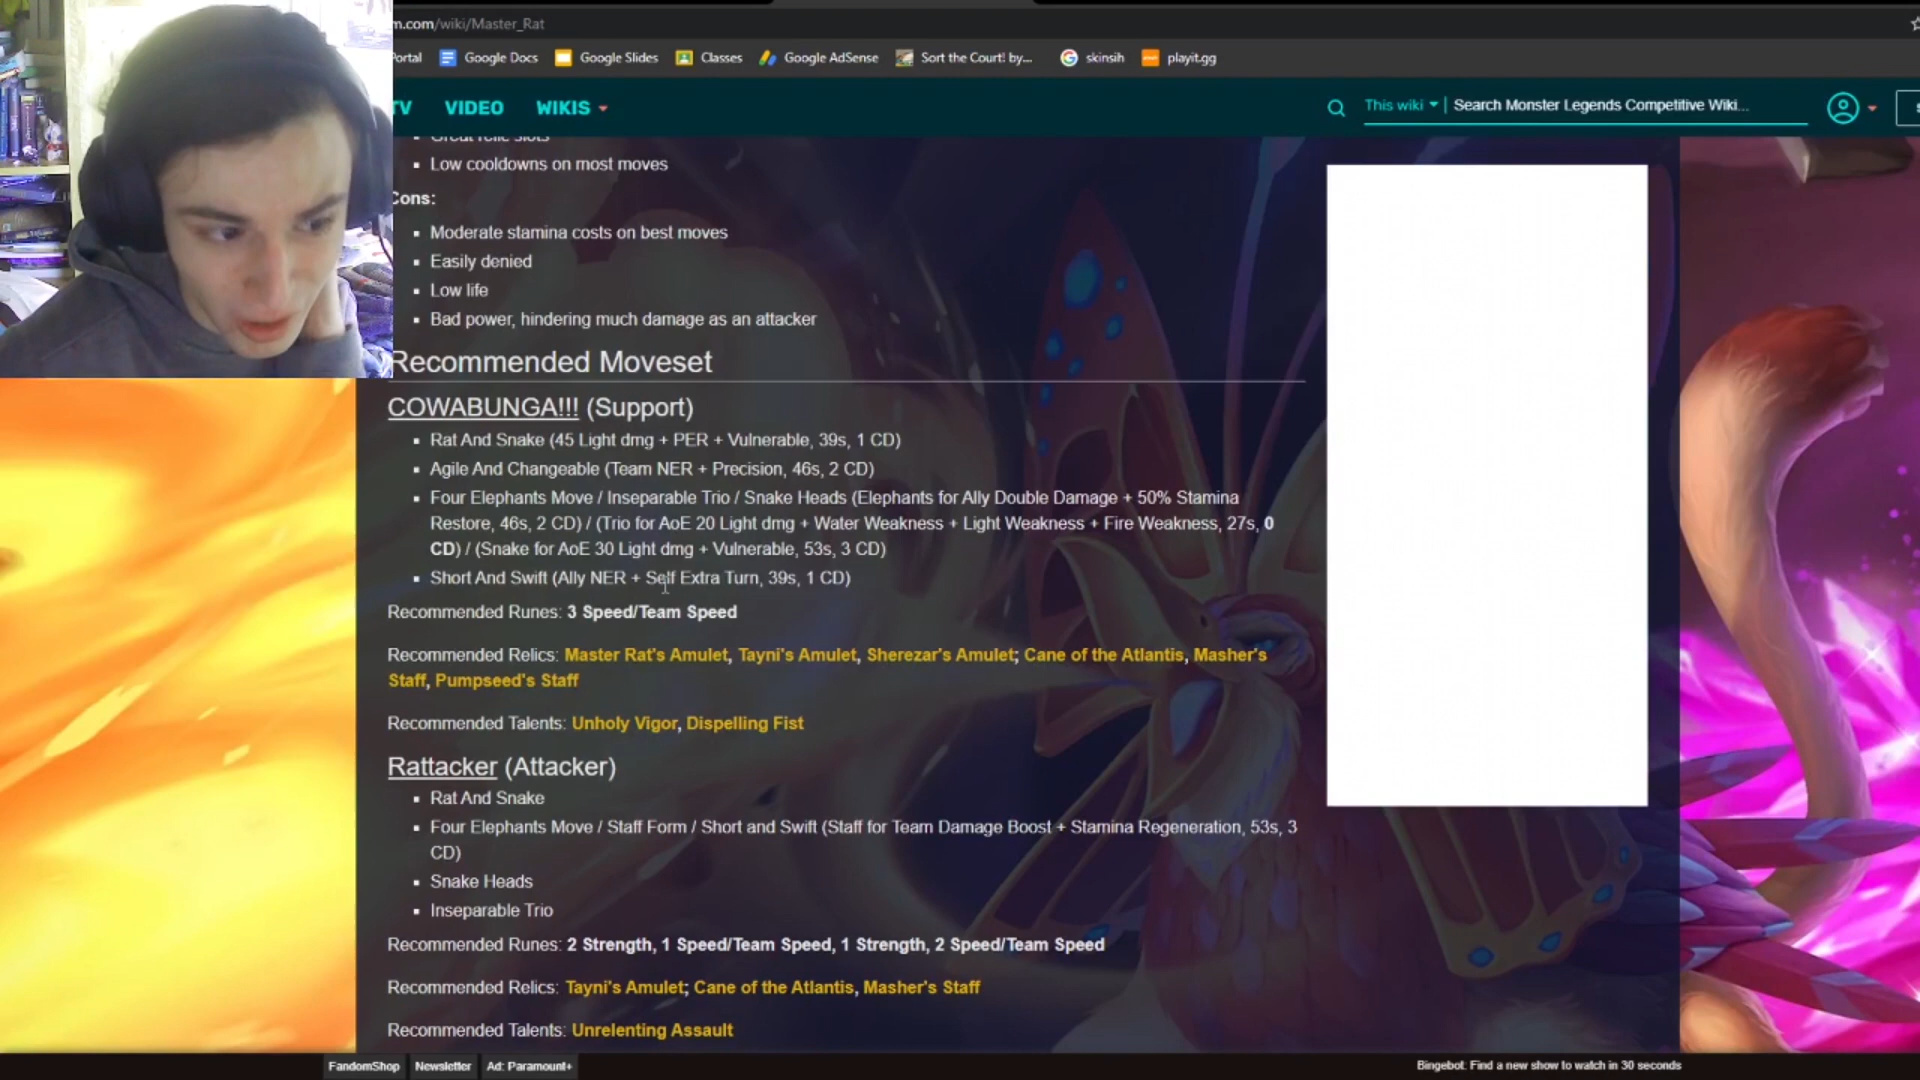 m.com/wiki/Master_Rat
Portal Google Docs Google Slides Classes Google AdSense Sort the Court! by... skinsih playit.gg
TV VIDEO WIKIS This wiki Search Monster Legends Competitive Wiki...
Great relic slots
Low cooldowns on most moves
Cons:
Moderate stamina costs on best moves
Easily denied
Low life
Bad power, hindering much damage as an attacker
Recommended Moveset
COWABUNGA!!! (Support)
Rat And Snake (45 Light dmg + PER + Vulnerable, 39s, 1 CD)
Agile And Changeable (Team NER + Precision, 46s, 2 CD)
Four Elephants Move / Inseparable Trio / Snake Heads (Elephants for Ally Double Damage + 50% Stamina
Restore, 46s, 2 CD) / (Trio for AoE 20 Light dmg + Water Weakness + Light Weakness + Fire Weakness, 27s, 0
CD) / (Snake for AoE 30 Light dmg + Vulnerable, 53s, 3 CD)
Short And Swift (Ally NER + Self Extra Turn, 39s, 1 CD)
Recommended Runes: 3 Speed/Team Speed
Recommended Relics: Master Rat's Amulet, Tayni's Amulet, Sherezar's Amulet; Cane of the Atlantis, Masher's
Staff, Pumpseed's Staff
Recommended Talents: Unholy Vigor, Dispelling Fist
Rattacker (Attacker)
Rat And Snake
Four Elephants Move / Staff Form / Short and Swift (Staff for Team Damage Boost + Stamina Regeneration, 53s, 3
CD)
Snake Heads
Inseparable Trio
Recommended Runes: 2 Strength, 1 Speed/Team Speed, 1 Strength, 2 Speed/Team Speed
Recommended Relics: Tayni's Amulet; Cane of the Atlantis, Masher's Staff
Recommended Talents: Unrelenting Assault
FandomShop Newsletter Ad: Paramount+ Bingebot: Find a new show to watch in 30 seconds